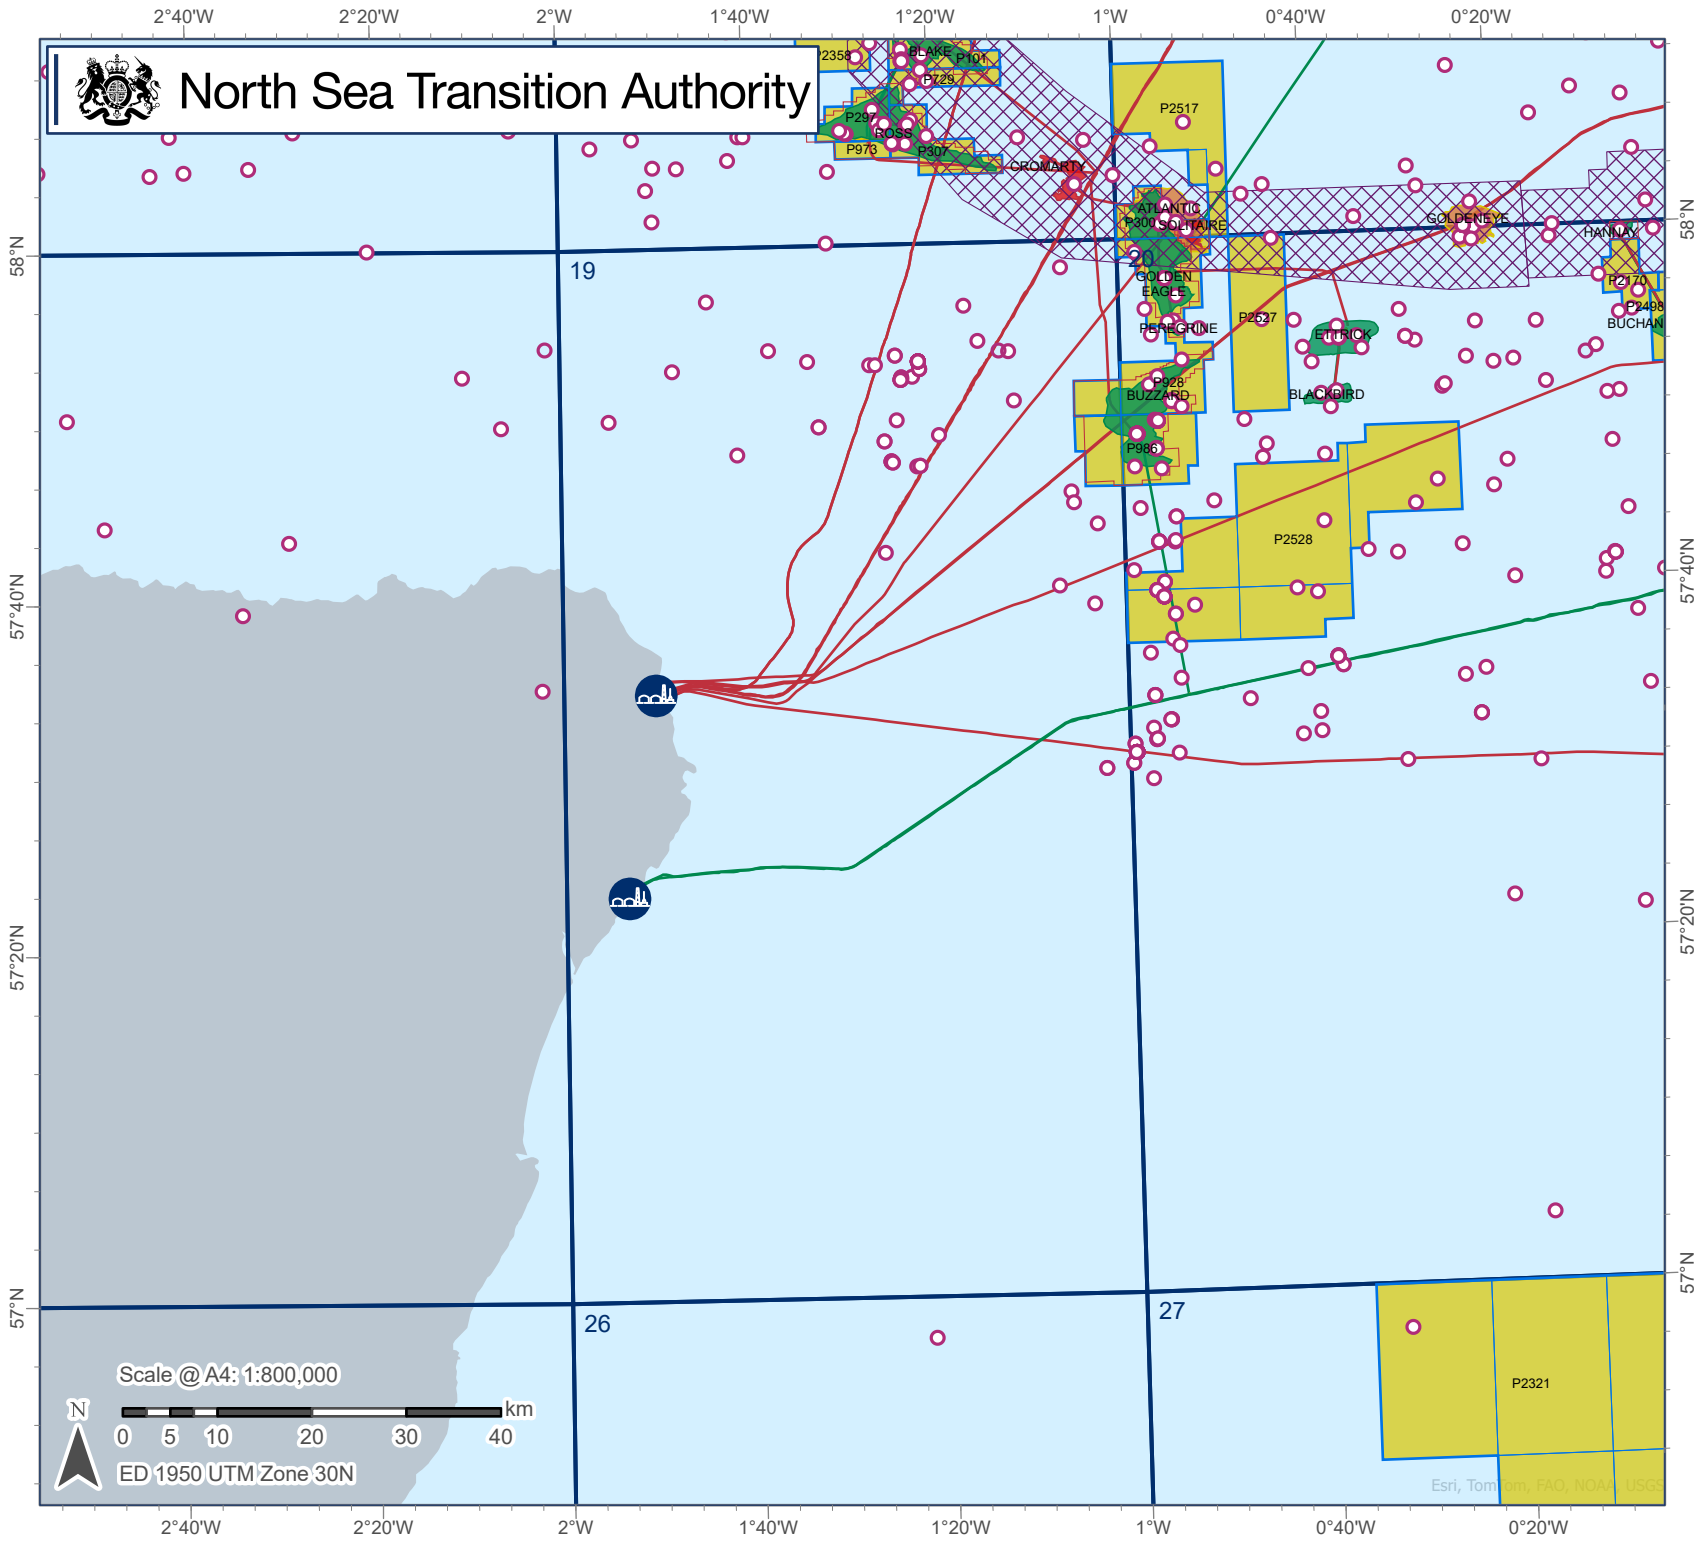 2°40'W 2°20'W 2°W 1°40'W 1°20'W 1°W 0°40'W 0°20'W
North Sea Transition Authority
P2358
BLAKE
P101
P729
P297
ROSS
P973
P307
CROMARTY
P2517
ATLANTIC
P300
SOLITAIRE
GOLDENEYE
HANNAY
58°N
58°N
19
20
GOLDEN
EAGLE
P2170
P2498
BUCHAN
P2527
PEREGRINE
ETTRICK
P928
BUZZARD
BLACKBIRD
P986
P2528
57°40'N
57°40'N
57°20'N
57°20'N
57°N
57°N
26
27
P2321
Scale @ A4: 1:800,000
N
km
0 5 10 20 30 40
ED 1950 UTM Zone 30N
Esri, TomTom, FAO, NOAA, USGS
2°40'W 2°20'W 2°W 1°40'W 1°20'W 1°W 0°40'W 0°20'W